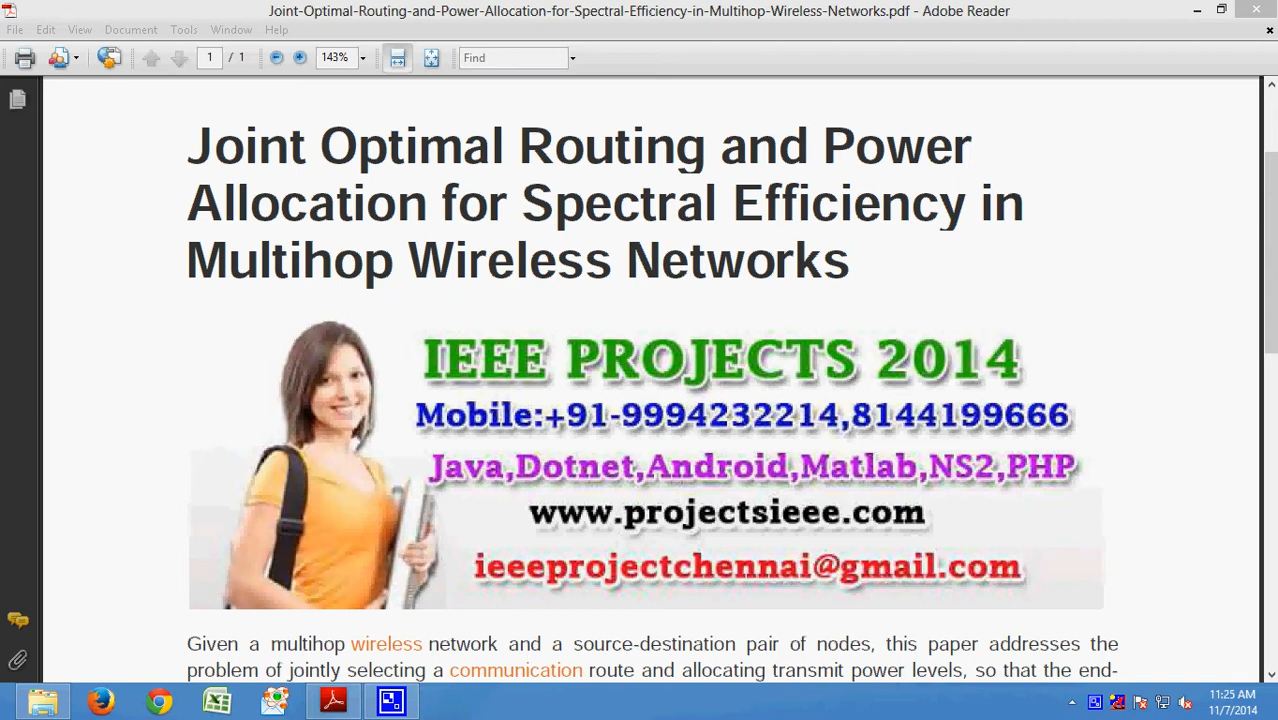 Joint-Optimal-Routing-and-Power-Allocation-for-Spectral-Efficiency-in-Multihop-Wireless-Networks.pdf - Adobe Reader
File Edit View Document Tools Window Help
1 / 1 143% Find
Joint Optimal Routing and Power
Allocation for Spectral Efficiency in
Multihop Wireless Networks
IEEE PROJECTS 2014
Mobile:+91-9994232214,8144199666
Java,Dotnet,Android,Matlab,NS2,PHP
www.projectsieee.com
ieeeprojectchennai@gmail.com
Given a multihop wireless network and a source-destination pair of nodes, this paper addresses the
problem of jointly selecting a communication route and allocating transmit power levels, so that the end-
11:25 AM
11/7/2014